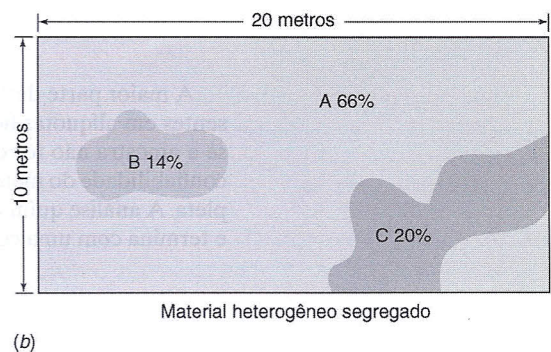 20 metros
10 metros
A 66%
B 14%
C 20%
Material heterogêneo segregado
(b)